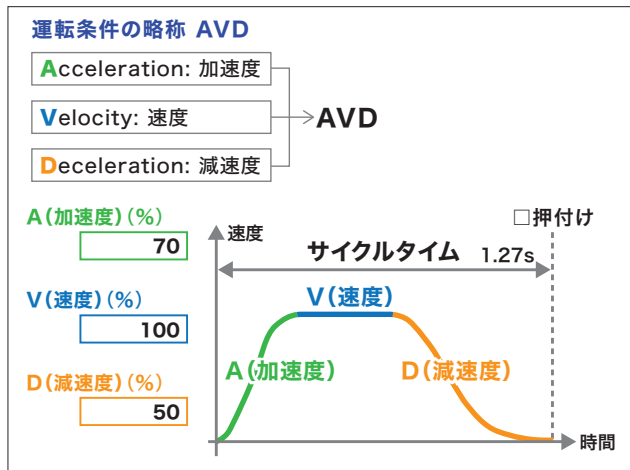 運転条件の略称 AVD
Acceleration: 加速度
Velocity: 速度
AVD
Deceleration: 減速度
A(加速度)(%)
70
V(速度)(%)
100
D(減速度)(%)
50
速度
□押付け
サイクルタイム 1.27s
V(速度)
A(加速度)
D(減速度)
時間